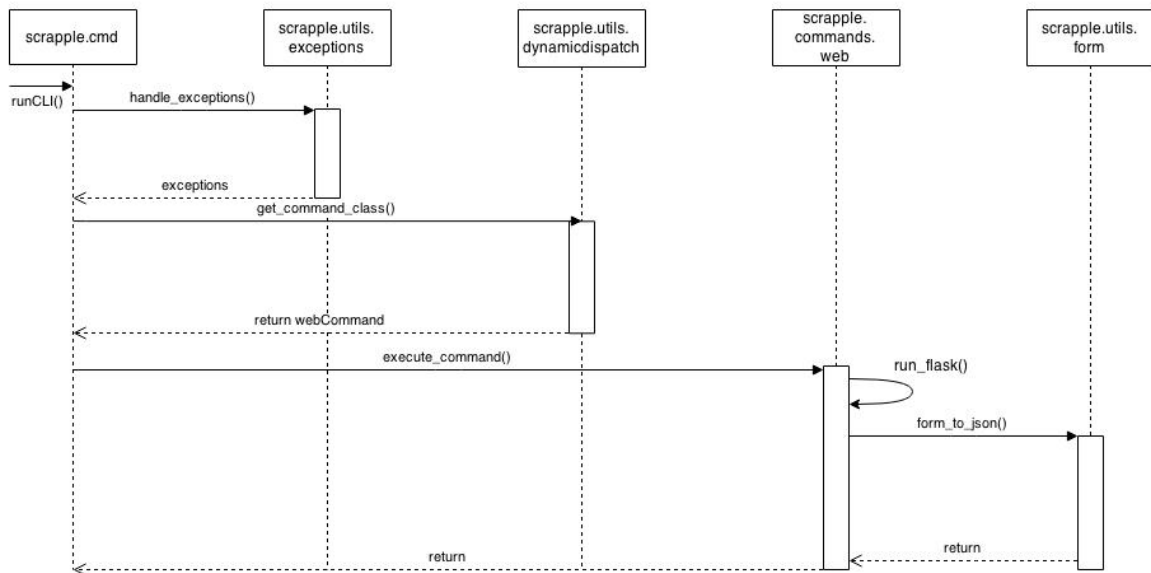 scrapple.cmd
scrapple.utils.
exceptions
scrapple.utils.
dynamicdispatch
scrapple.
commands.
web
scrapple.utils.
form
runCLI()
handle_exceptions()
exceptions
get_command_class()
return webCommand
execute_command()
run_flask()
form_to_json()
return
return